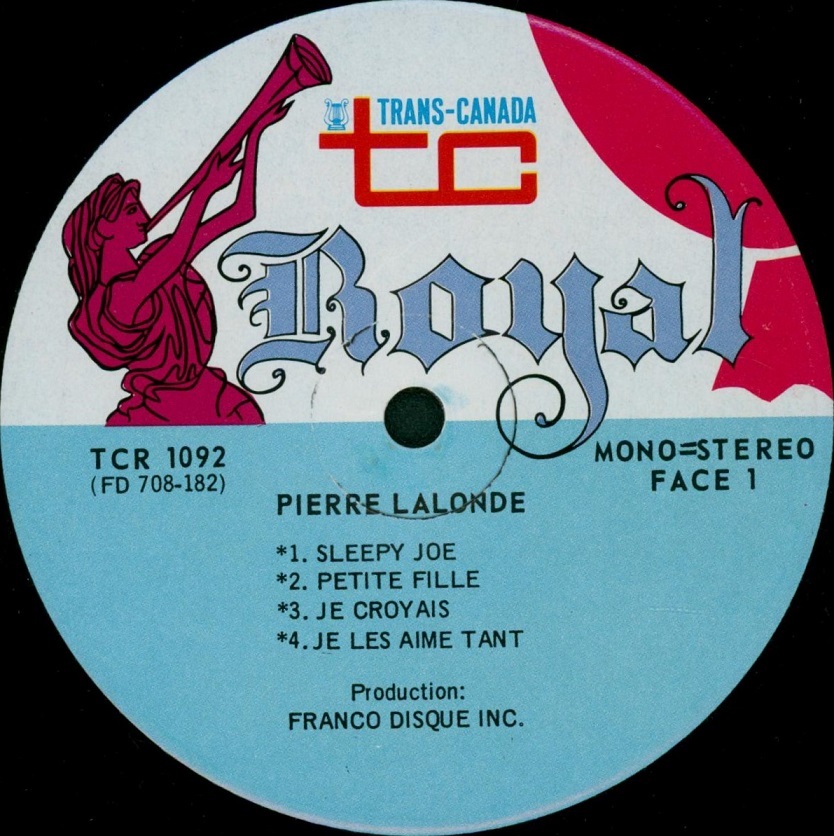 TRANS-CANADA
tc
Royal
TCR 1092
(FD 708-182)
MONO=STEREO
FACE 1
PIERRE LALONDE
*1. SLEEPY JOE
*2. PETITE FILLE
*3. JE CROYAIS
*4. JE LES AIME TANT
Production:
FRANCO DISQUE INC.